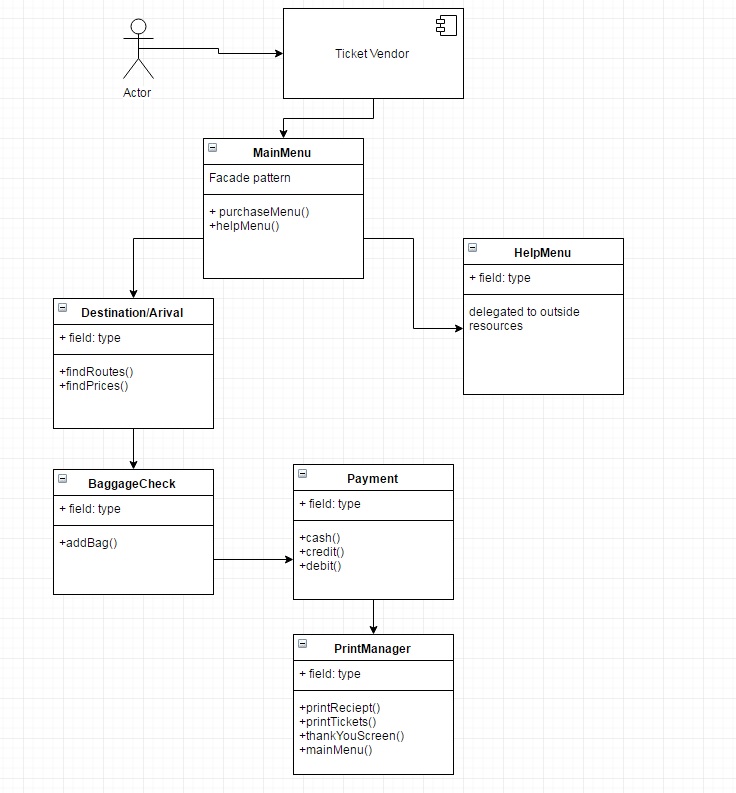 Actor
Ticket Vendor
MainMenu
Facade pattern
+ purchaseMenu()
+helpMenu()
HelpMenu
+ field: type
delegated to outside
resources
Destination/Arival
+ field: type
+findRoutes()
+findPrices()
BaggageCheck
+ field: type
+addBag()
Payment
+ field: type
+cash()
+credit()
+debit()
PrintManager
+ field: type
+printReciept()
+printTickets()
+thankYouScreen()
+mainMenu()